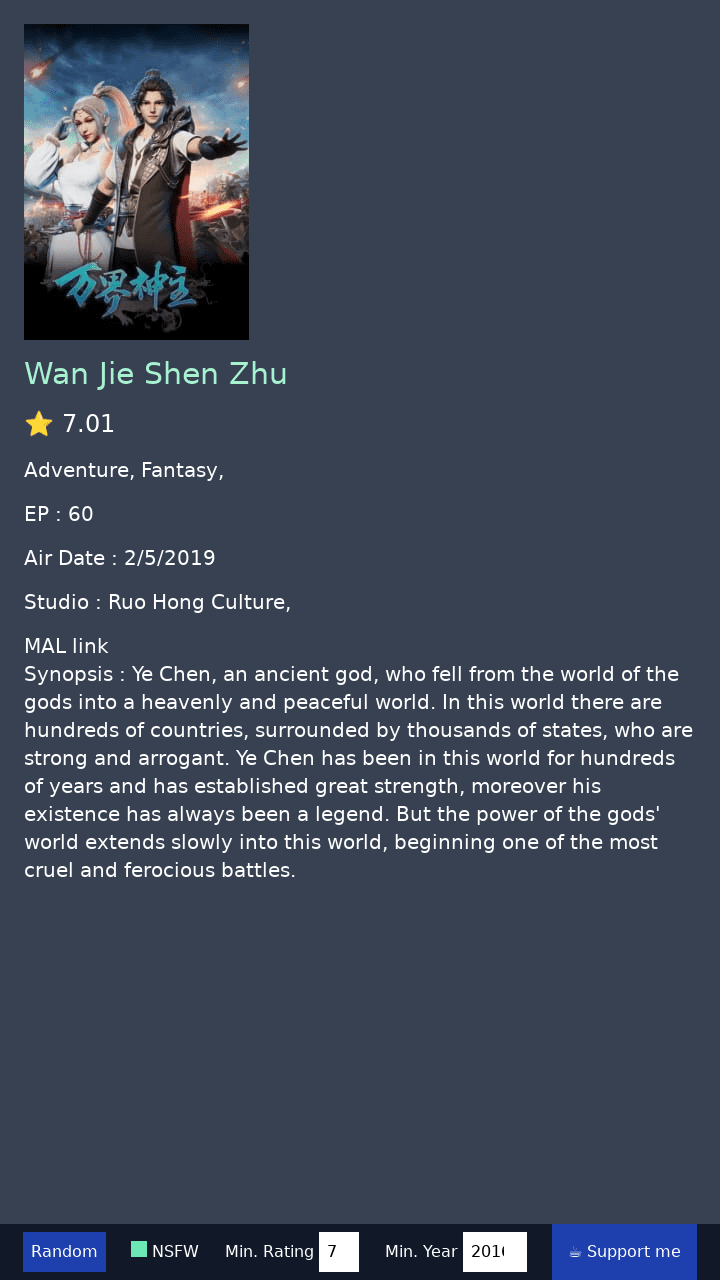 万界神主
Wan Jie Shen Zhu
⭐ 7.01
Adventure, Fantasy,
EP : 60
Air Date : 2/5/2019
Studio : Ruo Hong Culture,
MAL link
Synopsis : Ye Chen, an ancient god, who fell from the world of the
gods into a heavenly and peaceful world. In this world there are
hundreds of countries, surrounded by thousands of states, who are
strong and arrogant. Ye Chen has been in this world for hundreds
of years and has established great strength, moreover his
existence has always been a legend. But the power of the gods'
world extends slowly into this world, beginning one of the most
cruel and ferocious battles.
Random NSFW Min. Rating 7 Min. Year 2016 ☕ Support me